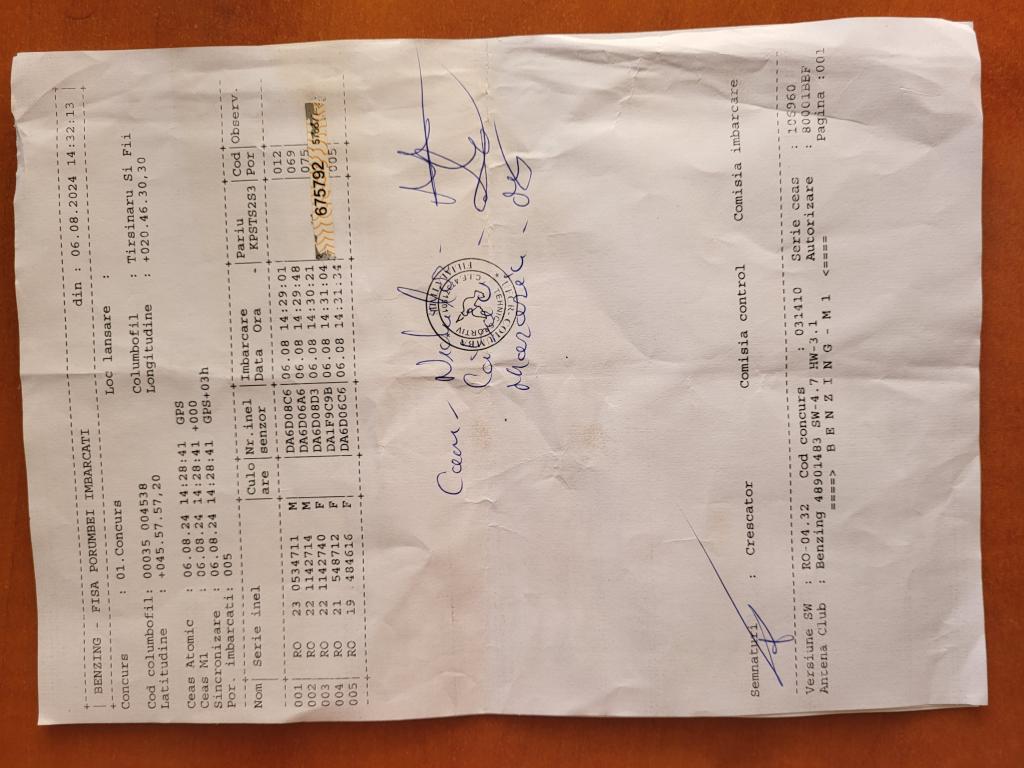 BENZING - FISA PORUMBEI IMBARCATI din : 06.08.2024 14:32:13
Concurs : 01.Concurs Loc lansare :
Cod columbofil: 00035 004538 Columbofil : Tirsinaru Si Fii
Latitudine : +045.57.57,20 Longitudine : +020.46.30,30
Ceas Atomic : 06.08.24 14:28:41 GPS
Ceas M1 : 06.08.24 14:28:41 +000
Sincronizare : 06.08.24 14:28:41 GPS+03h
Por. imbarcati: 005
Nom Serie inel Culo Nr.inel Imbarcare - Pariu Cod Observ.
are senzor Data Ora KPSTS2S3 Por
001 RO 23 0534711 M DA6D08C6 06.08 14:29:01 012
002 RO 22 1142714 M DA6D06A6 06.08 14:29:48 069
003 RO 22 1142740 F DA6D08D3 06.08 14:30:21 075
004 RO 21 548712 F DA1F9C9B 06.08 14:31:04
005 RO 19 484616 F DA6D06C6 06.08 14:31:34 005
675792
Semnaturi : Crescator Comisia control Comisia imbarcare
Versiune SW : RO-04.32 Cod concurs : 031410 Serie ceas : 106960
Antena Club : Benzing 48901483 SW-4.7 HW-3.1 Autorizare : 80001BBF
====> B E N Z I N G - M 1 <==== Pagina :001